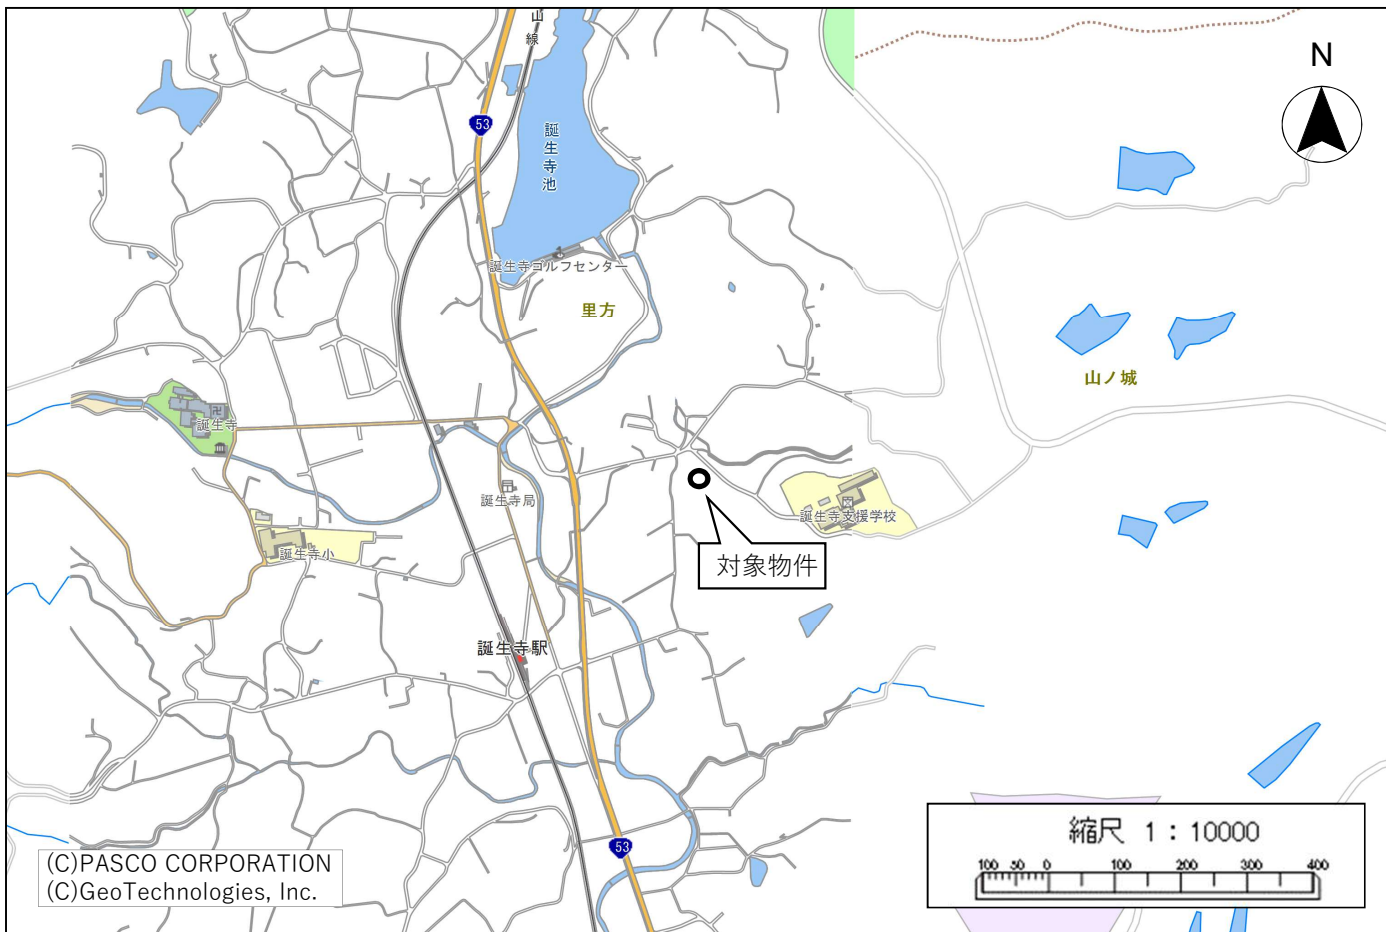 山線
N
53
誕生寺池
誕生寺ゴルフセンター
里方
山ノ城
誕生寺
誕生寺局
誕生寺支援学校
誕生寺小
対象物件
誕生寺駅
53
縮尺 1:10000
100 50 0 100 200 300 400
(C)PASCO CORPORATION
(C)GeoTechnologies, Inc.